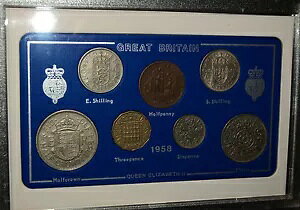 GREAT BRITAIN
E. Shilling
Halfpenny
S. Shilling
1958
Threepence
Sixpence
Halfcrown
QUEEN ELIZABETH II